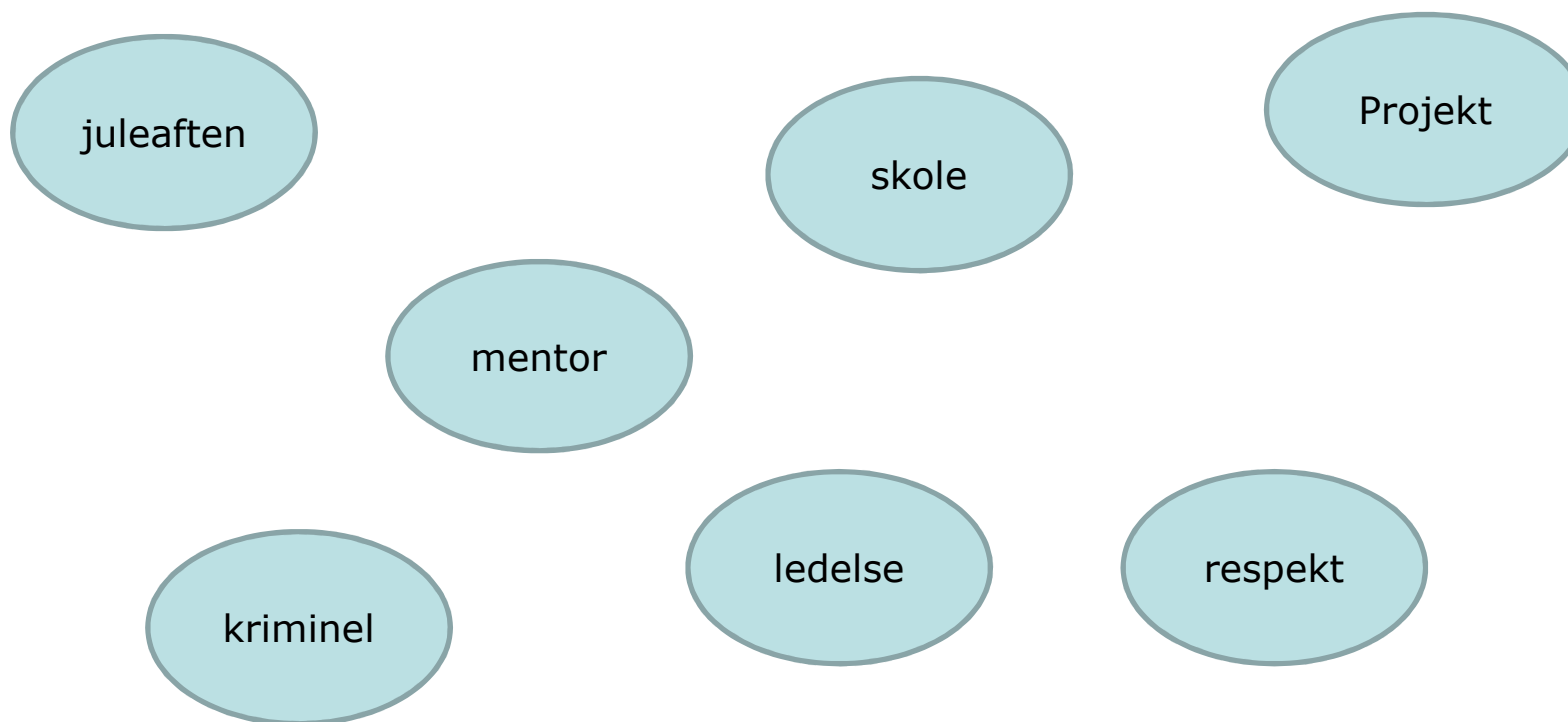 juleaften
skole
Projekt
mentor
ledelse
respekt
kriminel